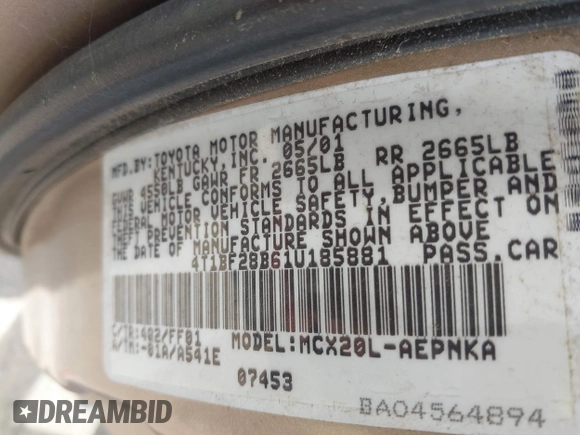 MFD.BY:TOYOTA MOTOR MANUFACTURING,
KENTUCKY,INC. 05/01
GVWR 4550LB GAWR FR 2665LB RR 2665LB
THIS VEHICLE CONFORMS TO ALL APPLICABLE
FEDERAL MOTOR VEHICLE SAFETY,BUMPER AND
THEFT PREVENTION STANDARDS IN EFFECT ON
THE DATE OF MANUFACTURE SHOWN ABOVE
4T1BF28B61U185881 PASS.CAR
C/TR:402/FF01
A/TM:-01A/A541E MODEL:MCX20L-AEPNKA
07453
BA04564894
DREAMBID